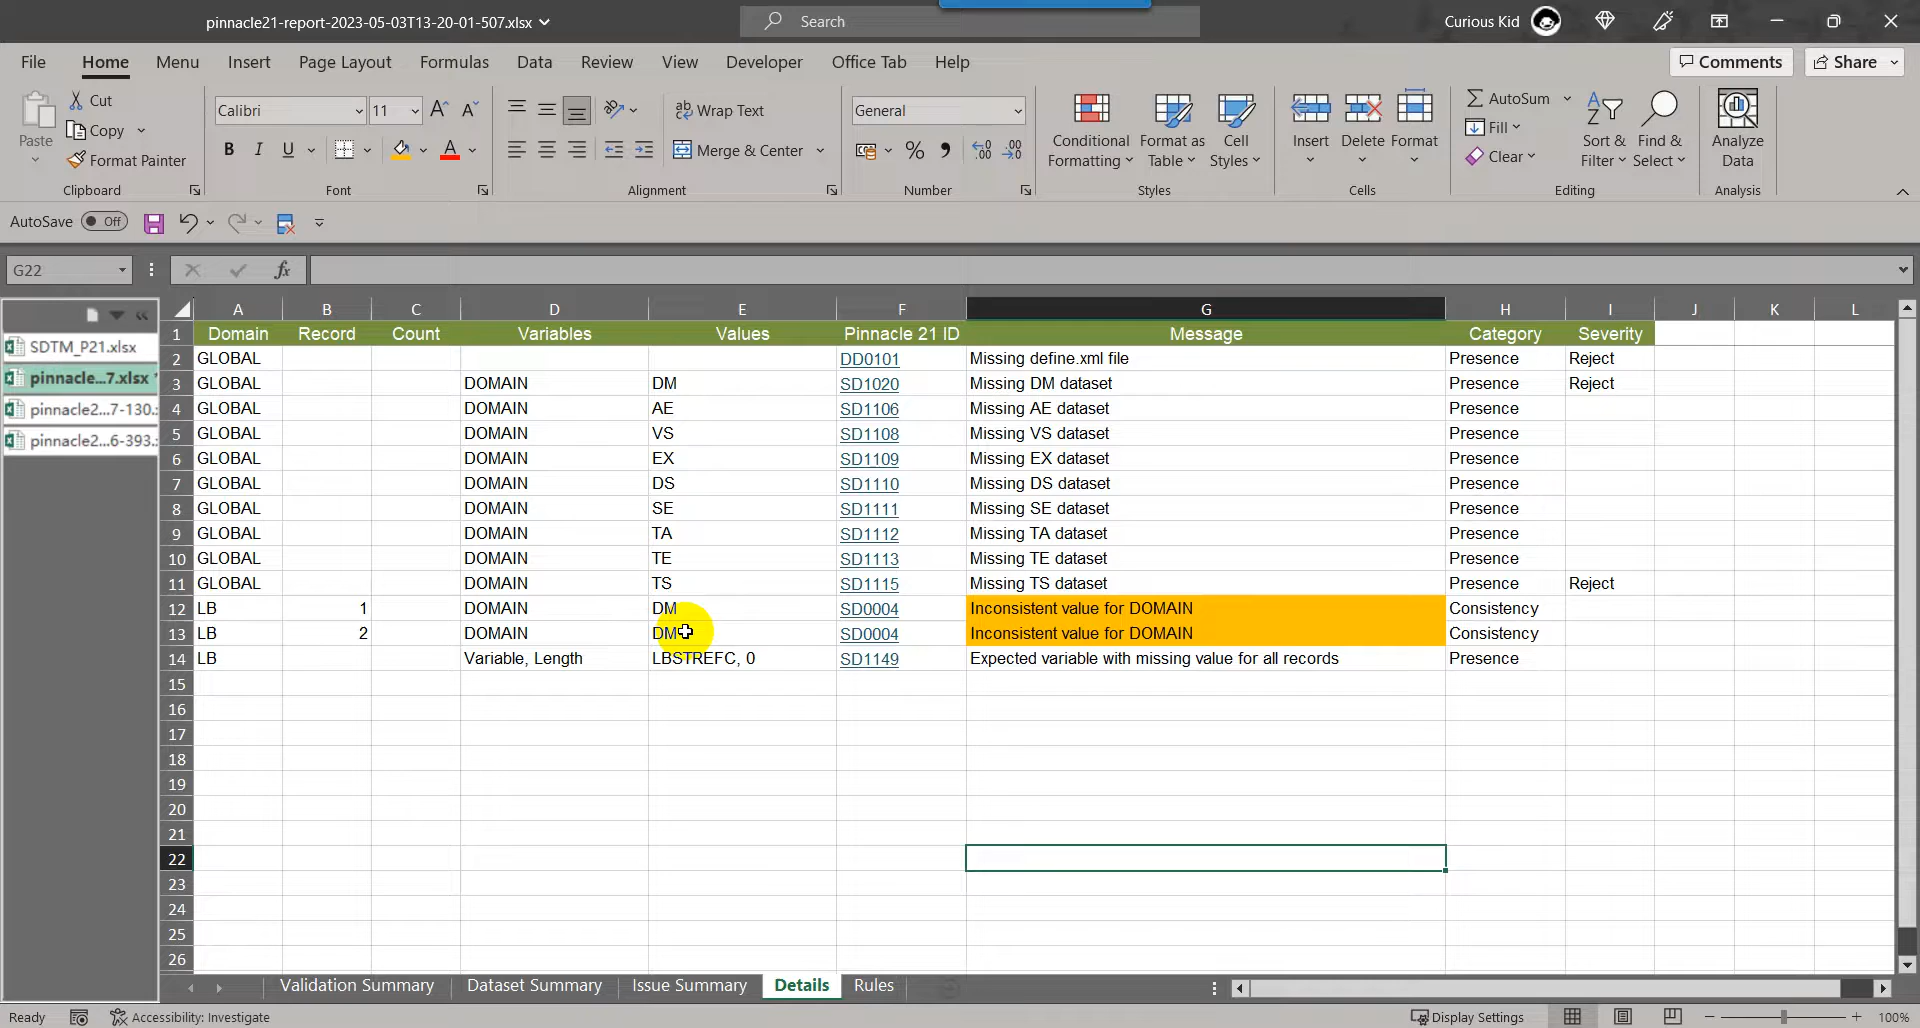 pinnacle21-report-2023-05-03T13-20-01-507.xlsx
Search
Curious Kid
File Home Menu Insert Page Layout Formulas Data Review View Developer Office Tab Help
Comments Share
Paste
Cut
Copy
Format Painter
Clipboard
Calibri 11
B I U
Font
Wrap Text
Merge & Center
Alignment
General
Number
Conditional Formatting
Format as Table
Cell Styles
Styles
Insert Delete Format
Cells
AutoSum
Fill
Clear
Sort & Filter
Find & Select
Editing
Analyze Data
Analysis
AutoSave Off
G22 fx
SDTM_P21.xlsx
pinnacle...7.xlsx *
pinnacle2...7-130.:
pinnacle2...6-393.:
A B C D E F G H I J K L
1 Domain Record Count Variables Values Pinnacle 21 ID Message Category Severity
2 GLOBAL DD0101 Missing define.xml file Presence Reject
3 GLOBAL DOMAIN DM SD1020 Missing DM dataset Presence Reject
4 GLOBAL DOMAIN AE SD1106 Missing AE dataset Presence
5 GLOBAL DOMAIN VS SD1108 Missing VS dataset Presence
6 GLOBAL DOMAIN EX SD1109 Missing EX dataset Presence
7 GLOBAL DOMAIN DS SD1110 Missing DS dataset Presence
8 GLOBAL DOMAIN SE SD1111 Missing SE dataset Presence
9 GLOBAL DOMAIN TA SD1112 Missing TA dataset Presence
10 GLOBAL DOMAIN TE SD1113 Missing TE dataset Presence
11 GLOBAL DOMAIN TS SD1115 Missing TS dataset Presence Reject
12 LB 1 DOMAIN DM SD0004 Inconsistent value for DOMAIN Consistency
13 LB 2 DOMAIN DM SD0004 Inconsistent value for DOMAIN Consistency
14 LB Variable, Length LBSTREFC, 0 SD1149 Expected variable with missing value for all records Presence
15
16
17
18
19
20
21
22
23
24
25
26
Validation Summary Dataset Summary Issue Summary Details Rules
Ready Accessibility: Investigate Display Settings 100%